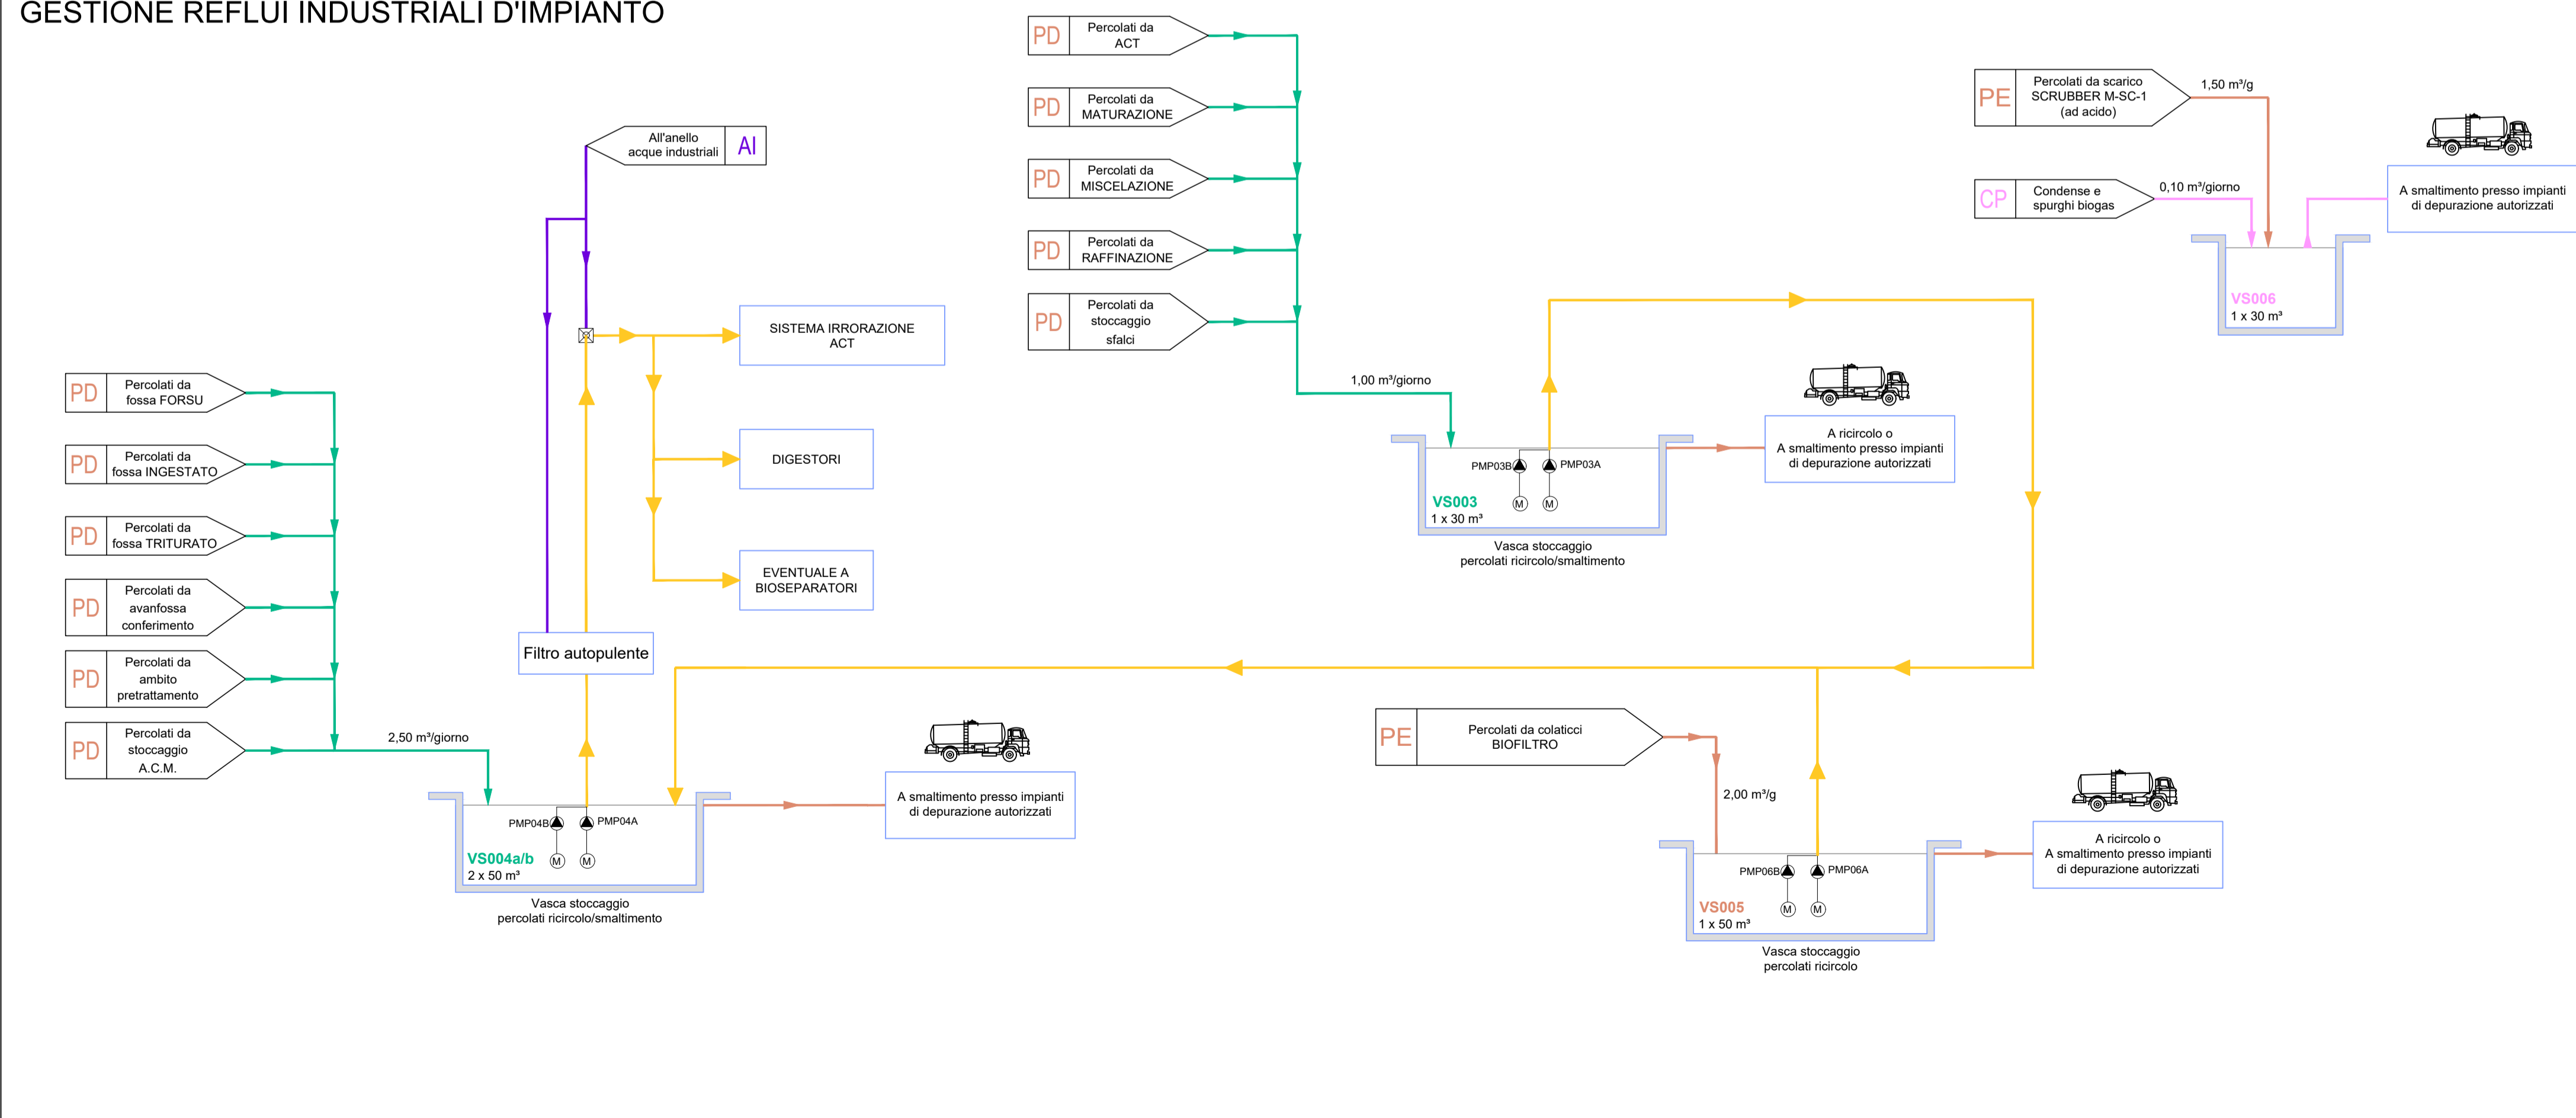 GESTIONE REFLUI INDUSTRIALI D'IMPIANTO
PD
Percolati da
ACT
PD
Percolati da
MATURAZIONE
PD
Percolati da
MISCELAZIONE
PD
Percolati da
RAFFINAZIONE
PD
Percolati da
stoccaggio
sfalci
1,00 m³/giorno
PE
Percolati da scarico
SCRUBBER M-SC-1
(ad acido)
1,50 m³/g
CP
Condense e
spurghi biogas
0,10 m³/giorno
A smaltimento presso impianti
di depurazione autorizzati
VS006
1 x 30 m³
All'anello
acque industriali
AI
SISTEMA IRRORAZIONE
ACT
DIGESTORI
EVENTUALE A
BIOSEPARATORI
Filtro autopulente
PD
Percolati da
fossa FORSU
PD
Percolati da
fossa INGESTATO
PD
Percolati da
fossa TRITURATO
PD
Percolati da
avanfossa
conferimento
PD
Percolati da
ambito
pretrattamento
PD
Percolati da
stoccaggio
A.C.M.
2,50 m³/giorno
PMP04B
PMP04A
M
M
VS004a/b
2 x 50 m³
Vasca stoccaggio
percolati ricircolo/smaltimento
A smaltimento presso impianti
di depurazione autorizzati
PMP03B
PMP03A
M
M
VS003
1 x 30 m³
Vasca stoccaggio
percolati ricircolo/smaltimento
A ricircolo o
A smaltimento presso impianti
di depurazione autorizzati
PE
Percolati da colaticci
BIOFILTRO
2,00 m³/g
PMP06B
PMP06A
M
M
VS005
1 x 50 m³
Vasca stoccaggio
percolati ricircolo
A ricircolo o
A smaltimento presso impianti
di depurazione autorizzati